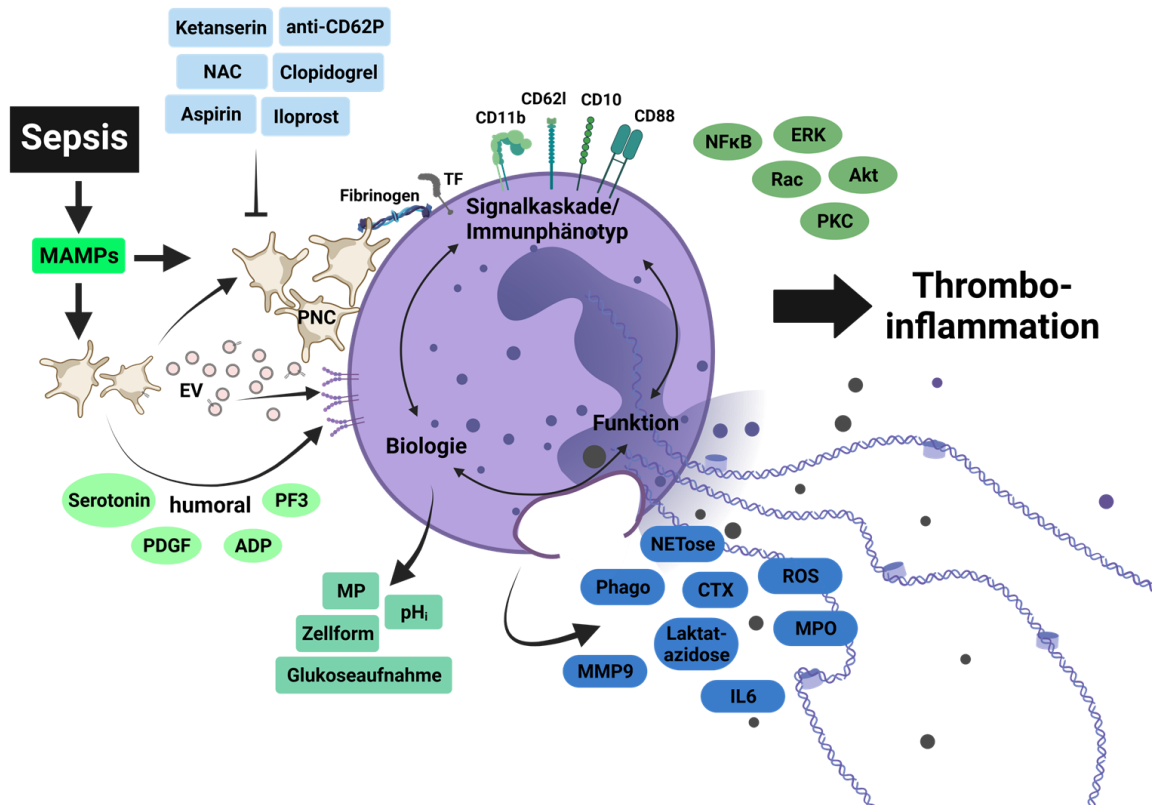 Ketanserin
anti-CD62P
NAC
Clopidogrel
Aspirin
Iloprost
Sepsis
MAMPs
CD11b
CD62l
CD10
CD88
TF
Fibrinogen
Signalkaskade/
Immunphänotyp
NFκB
ERK
Rac
Akt
PKC
PNC
Thrombo-
inflammation
EV
Biologie
Funktion
Serotonin
humoral
PF3
PDGF
ADP
MP
pHi
Zellform
Glukoseaufnahme
NETose
Phago
CTX
ROS
Laktat-
azidose
MPO
MMP9
IL6